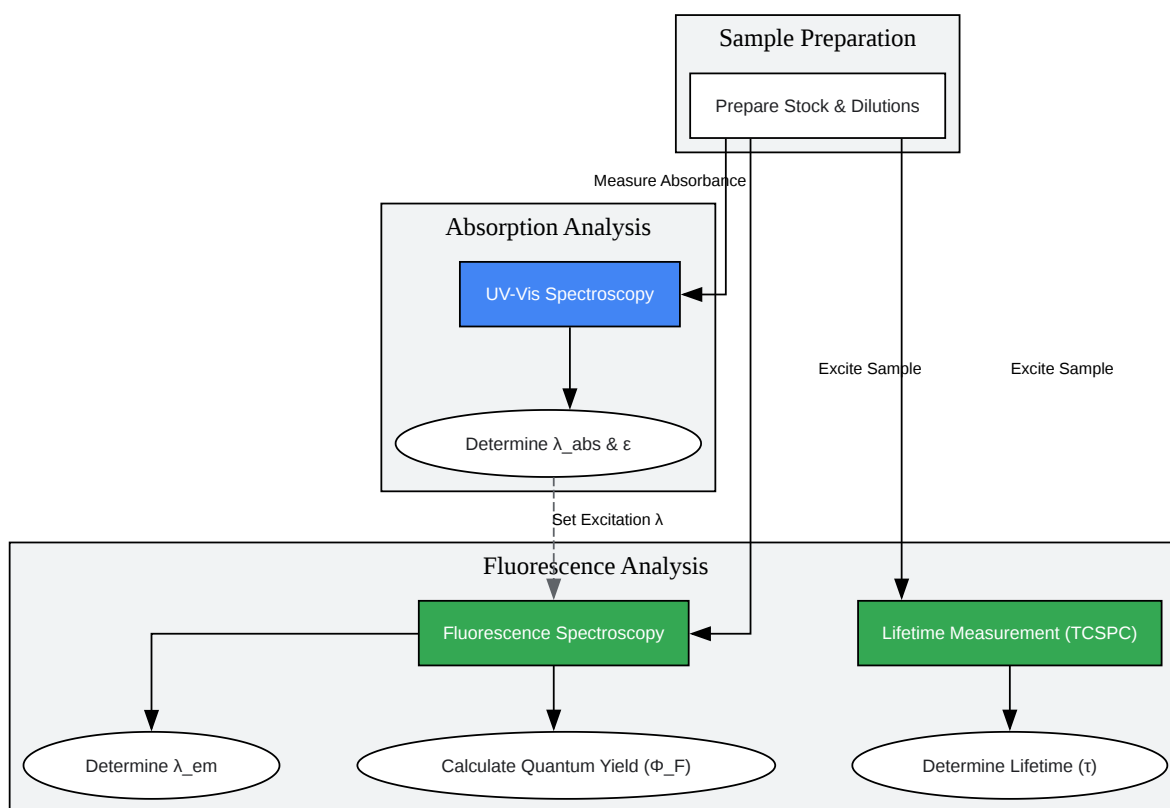 Sample Preparation
Prepare Stock & Dilutions
Measure Absorbance
Absorption Analysis
UV-Vis Spectroscopy
Excite Sample
Excite Sample
Determine λ_abs & ε
Set Excitation λ
Fluorescence Analysis
Fluorescence Spectroscopy
Lifetime Measurement (TCSPC)
Determine λ_em
Calculate Quantum Yield (Φ_F)
Determine Lifetime (τ)